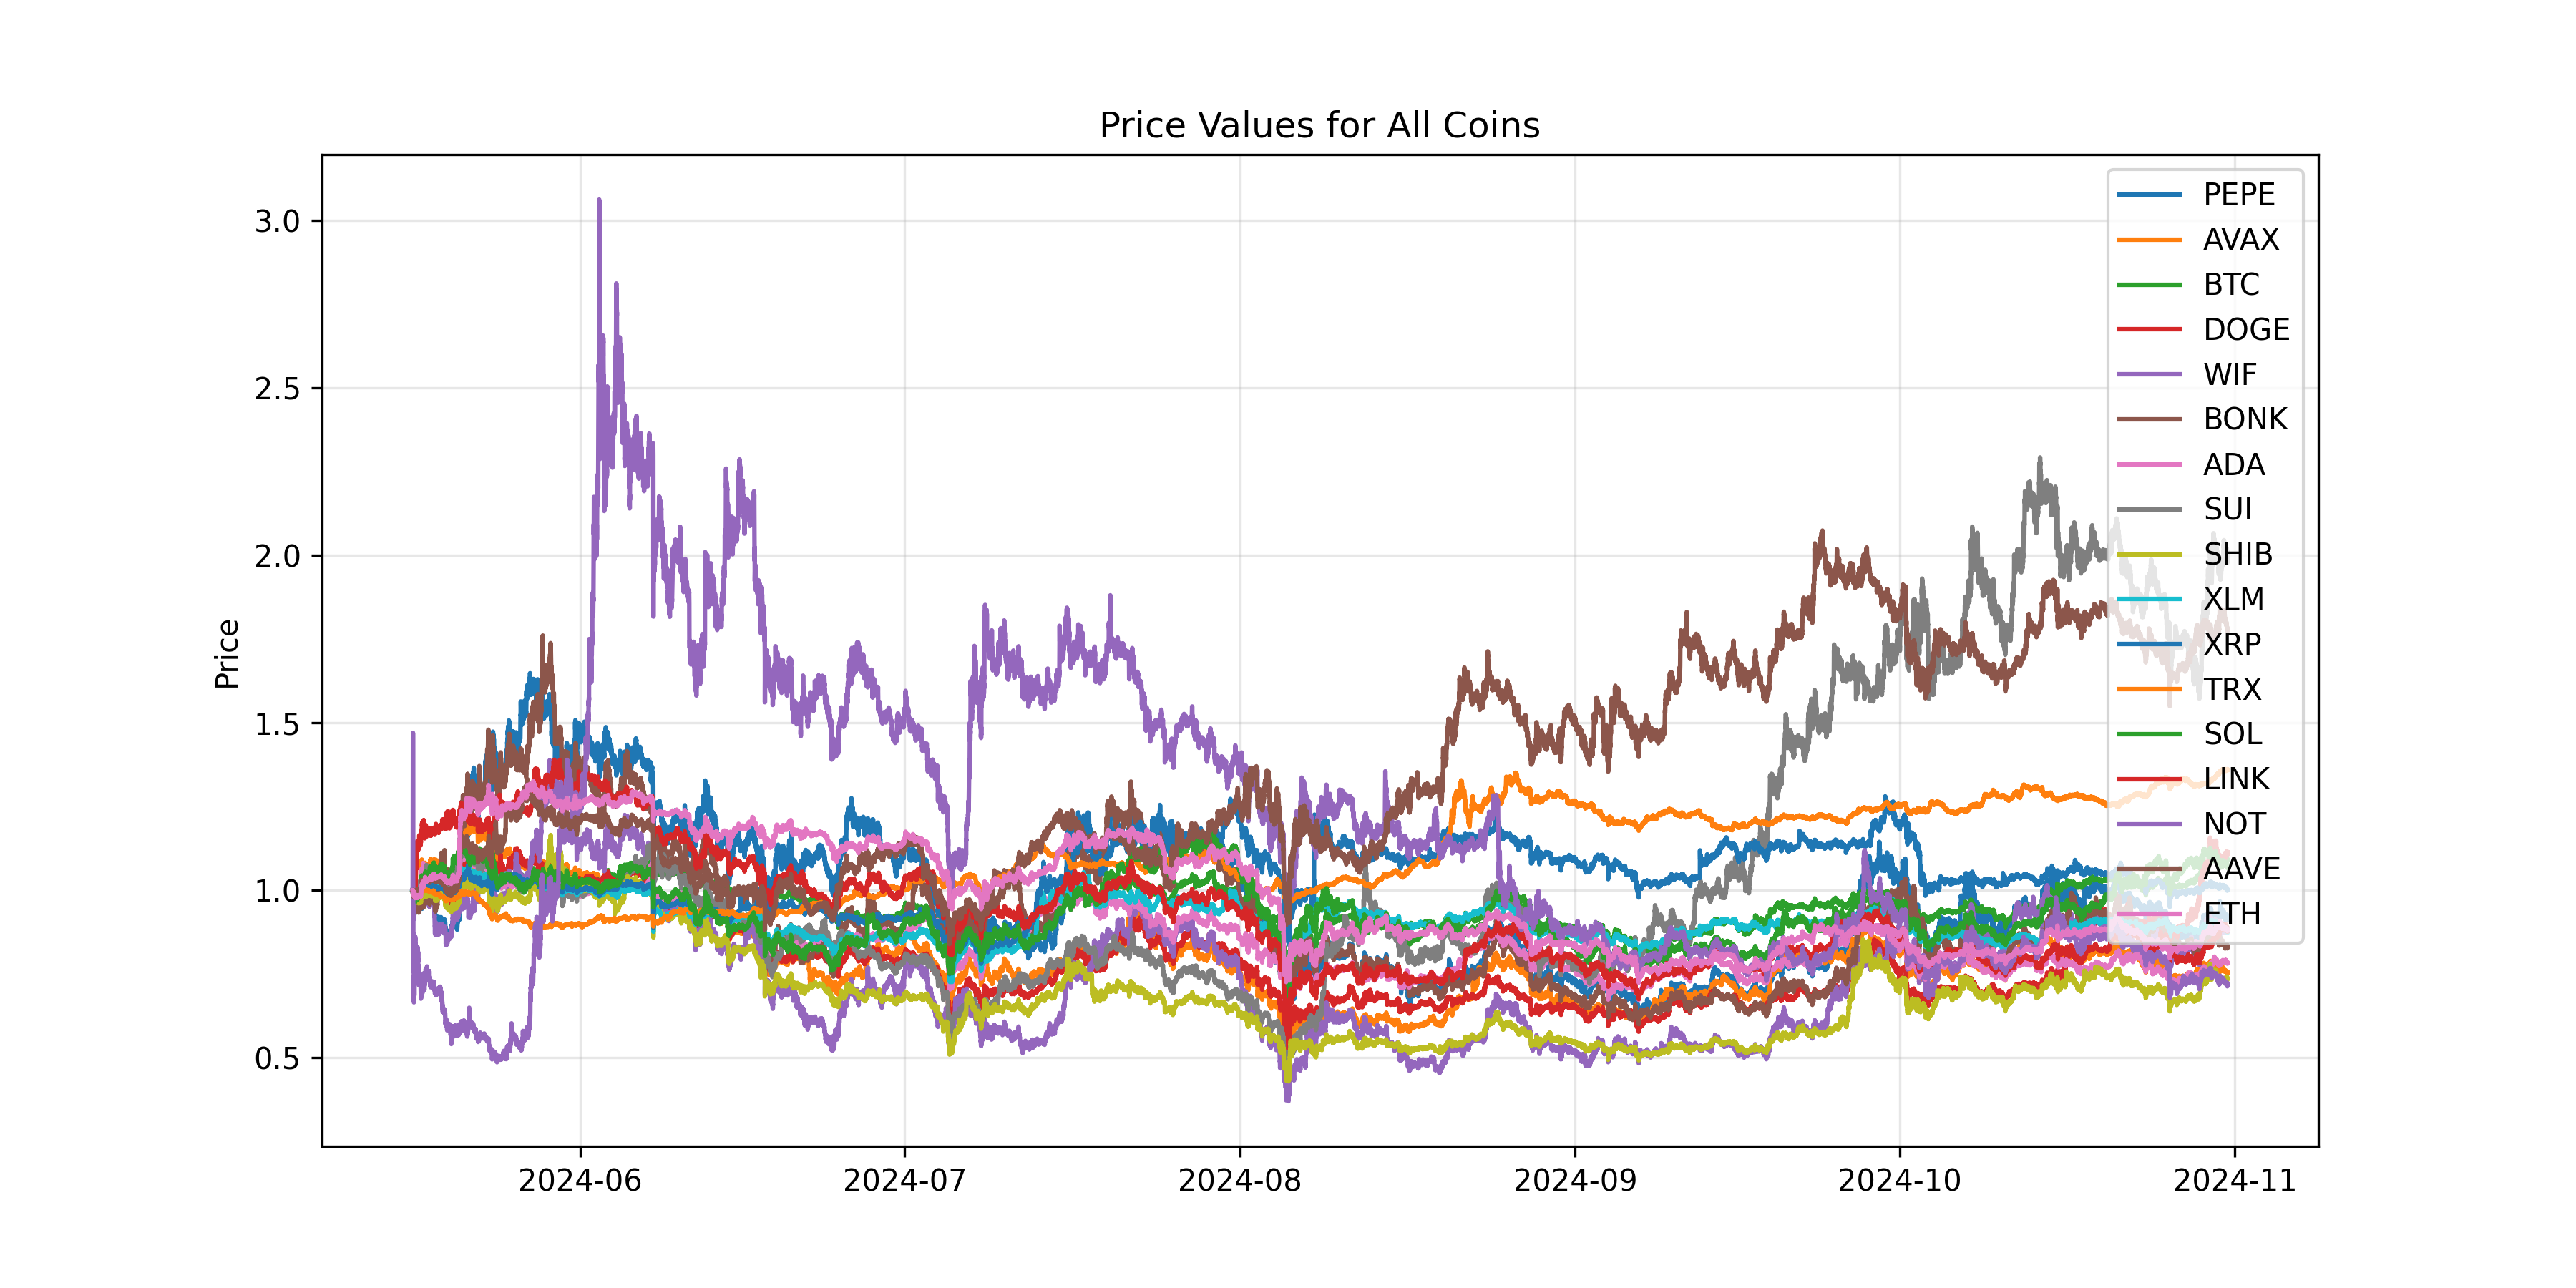 Price Values for All Coins
Price
3.0
2.5
2.0
1.5
1.0
0.5
2024-06
2024-07
2024-08
2024-09
2024-10
2024-11
PEPE
AVAX
BTC
DOGE
WIF
BONK
ADA
SUI
SHIB
XLM
XRP
TRX
SOL
LINK
NOT
AAVE
ETH